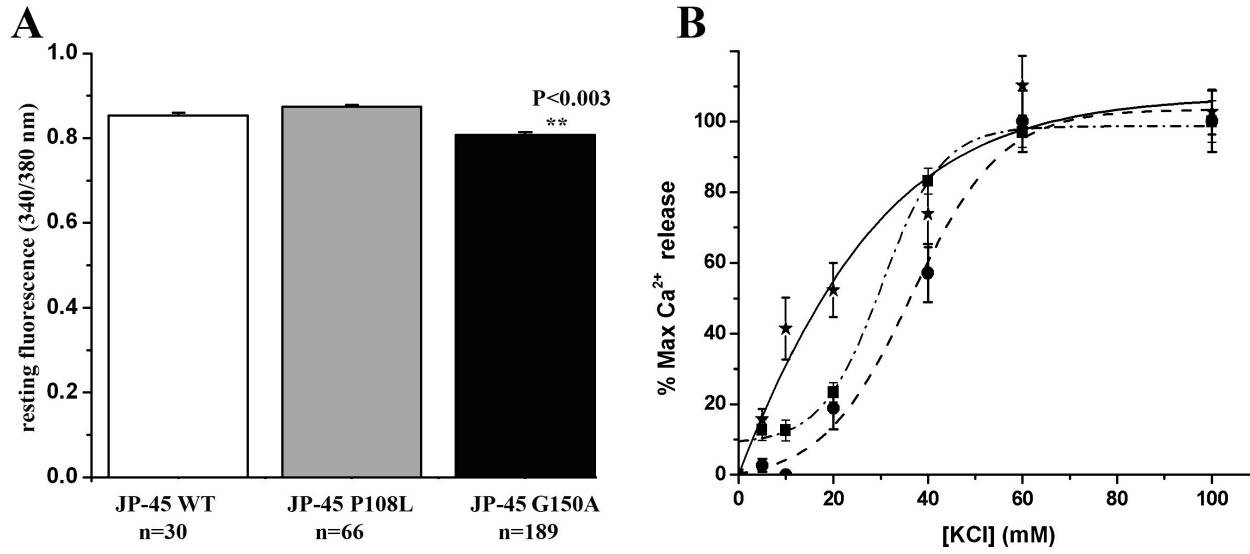 A
resting fluorescence (340/380 nm)
1.0
0.8
0.6
0.4
0.2
0.0
P<0.003
**
JP-45 WT
n=30
JP-45 P108L
n=66
JP-45 G150A
n=189
B
% Max Ca²⁺ release
100
80
60
40
20
0
0 20 40 60 80 100
[KCl] (mM)